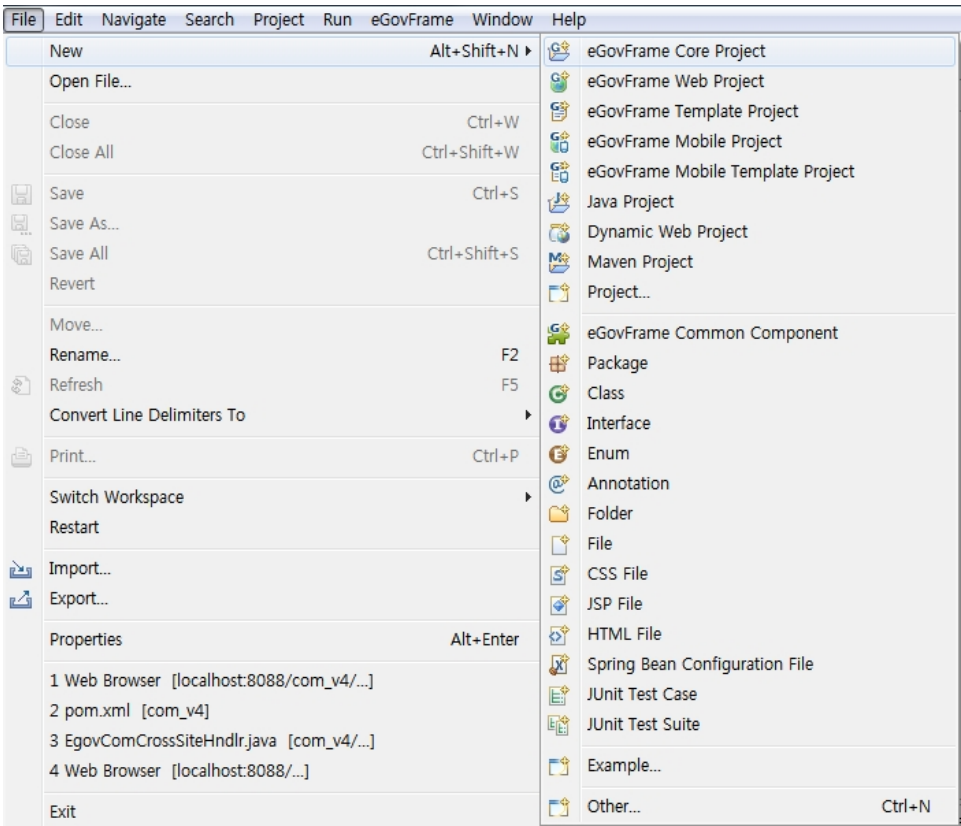 File Edit Navigate Search Project Run eGovFrame Window Help
New Alt+Shift+N
Open File...
Close Ctrl+W
Close All Ctrl+Shift+W
Save Ctrl+S
Save As...
Save All Ctrl+Shift+S
Revert
Move...
Rename... F2
Refresh F5
Convert Line Delimiters To
Print... Ctrl+P
Switch Workspace
Restart
Import...
Export...
Properties Alt+Enter
1 Web Browser [localhost:8088/com_v4/...]
2 pom.xml [com_v4]
3 EgovComCrossSiteHndlr.java [com_v4/...]
4 Web Browser [localhost:8088/...]
Exit
eGovFrame Core Project
eGovFrame Web Project
eGovFrame Template Project
eGovFrame Mobile Project
eGovFrame Mobile Template Project
Java Project
Dynamic Web Project
Maven Project
Project...
eGovFrame Common Component
Package
Class
Interface
Enum
Annotation
Folder
File
CSS File
JSP File
HTML File
Spring Bean Configuration File
JUnit Test Case
JUnit Test Suite
Example...
Other... Ctrl+N